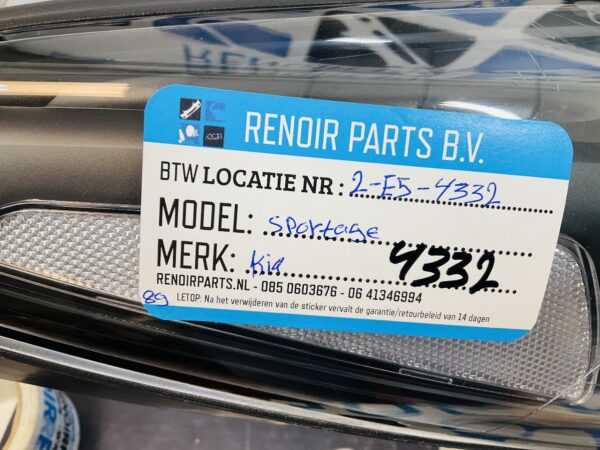 RENOIR PARTS B.V.
BTW LOCATIE NR : 2-E5-4332
MODEL: Sportage
MERK: Kia 4332
RENOIRPARTS.NL - 085 0603676 - 06 41346994
89 LETOP: Na het verwijderen van de sticker vervalt de garantie/retourbeleid van 14 dagen